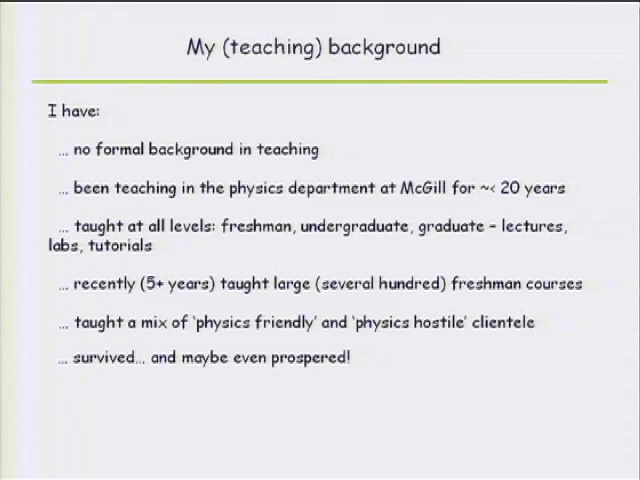 My (teaching) background
I have:
... no formal background in teaching
... been teaching in the physics department at McGill for ~< 20 years
... taught at all levels: freshman, undergraduate, graduate – lectures,
labs, tutorials
... recently (5+ years) taught large (several hundred) freshman courses
... taught a mix of 'physics friendly' and 'physics hostile' clientele
... survived... and maybe even prospered!